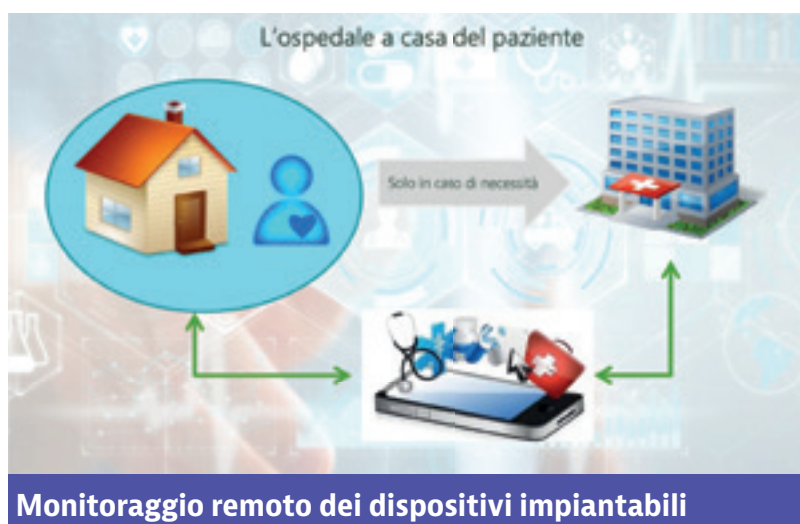 L'ospedale a casa del paziente
Solo in caso di necessità
Monitoraggio remoto dei dispositivi impiantabili